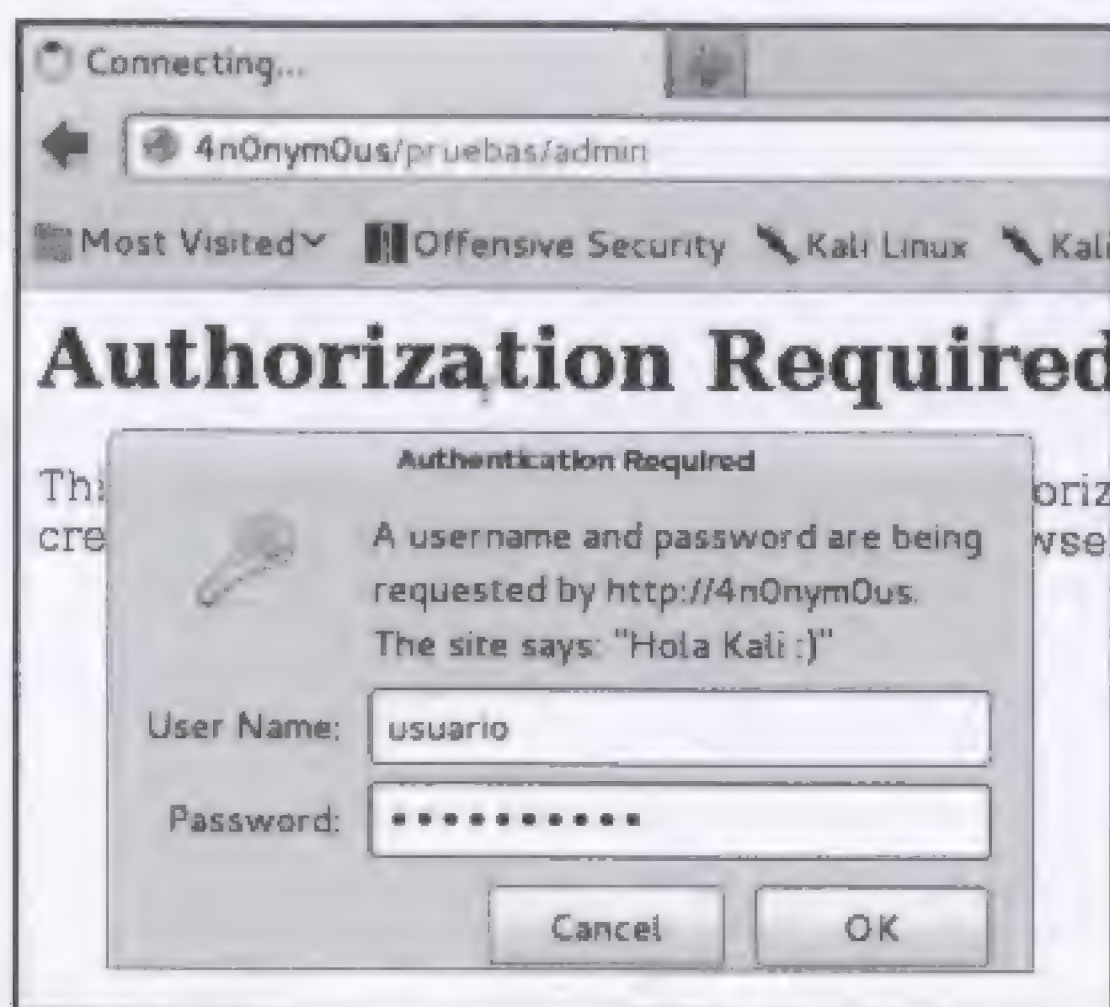 Connecting...
4n0nym0us/pruebas/admin
Most Visited Offensive Security Kali Linux Kali
Authorization Required
Authentication Required
A username and password are being
requested by http://4n0nym0us.
The site says: "Hola Kali :)"
User Name: usuario
Password: ••••••••••
Cancel OK